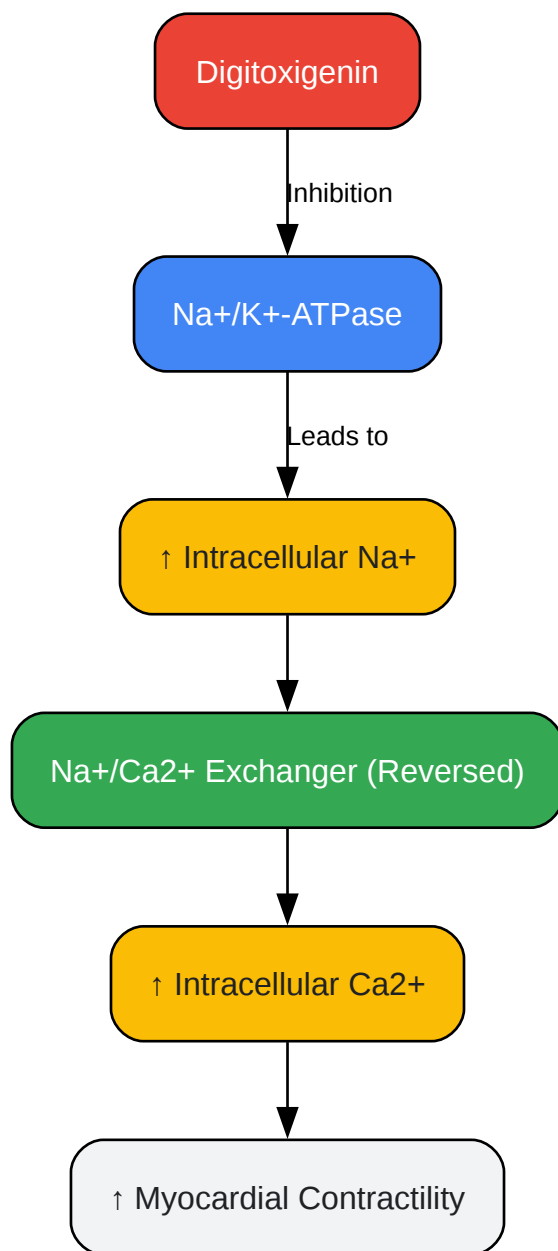 Digitoxigenin
Inhibition
Na+/K+-ATPase
Leads to
↑ Intracellular Na+
Na+/Ca2+ Exchanger (Reversed)
↑ Intracellular Ca2+
↑ Myocardial Contractility